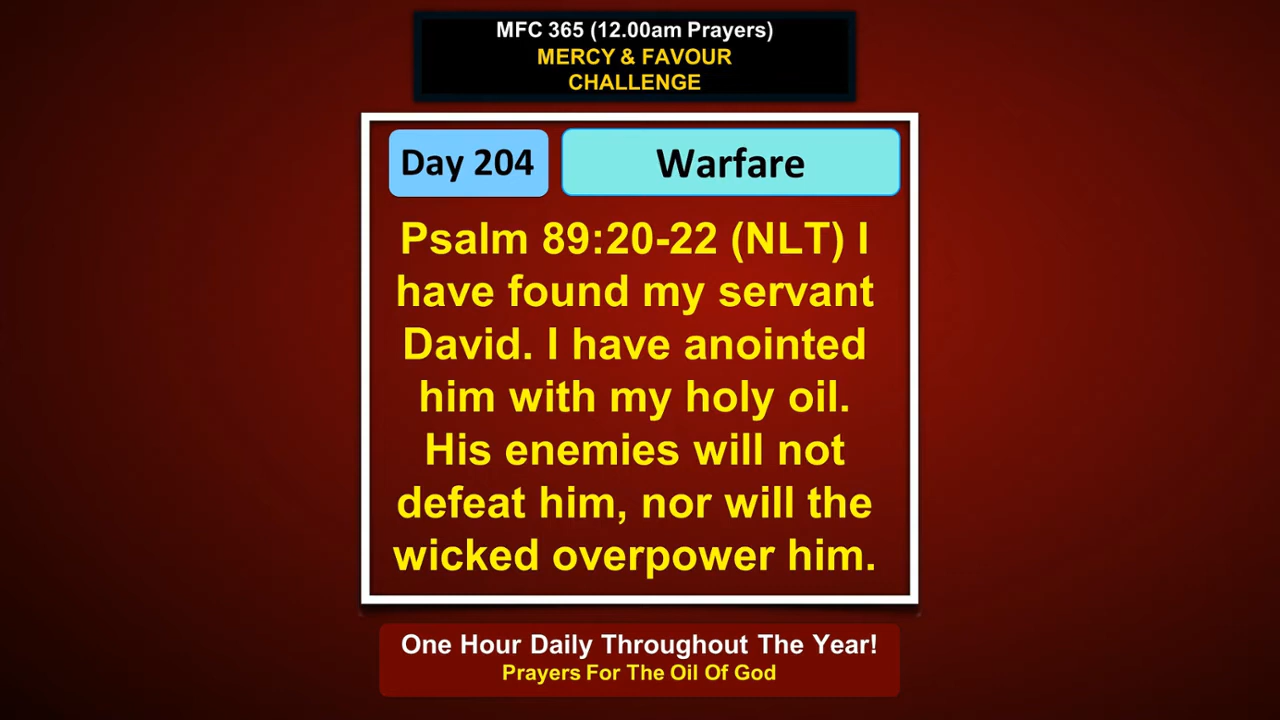 MFC 365 (12.00am Prayers)
MERCY & FAVOUR
CHALLENGE
Day 204
Warfare
Psalm 89:20-22 (NLT) I
have found my servant
David. I have anointed
him with my holy oil.
His enemies will not
defeat him, nor will the
wicked overpower him.
One Hour Daily Throughout The Year!
Prayers For The Oil Of God